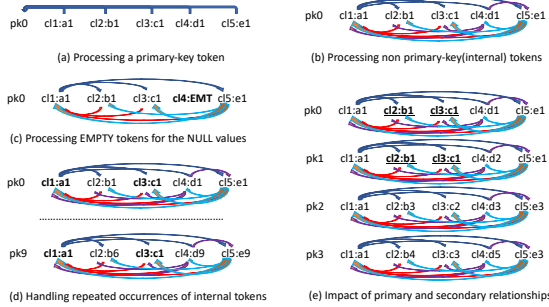 pk0 cl1:a1 cl2:b1 cl3:c1 cl4:d1 cl5:e1
(a) Processing a primary-key token
pk0 cl1:a1 cl2:b1 cl3:c1 cl4:d1 cl5:e1
(b) Processing non primary-key(internal) tokens
pk0 cl1:a1 cl2:b1 cl3:c1 cl4:EMT cl5:e1
(c) Processing EMPTY tokens for the NULL values
pk0 cl1:a1 cl2:b1 cl3:c1 cl4:d1 cl5:e1
pk9 cl1:a1 cl2:b6 cl3:c1 cl4:d9 cl5:e9
(d) Handling repeated occurrences of internal tokens
pk0 cl1:a1 cl2:b1 cl3:c1 cl4:d1 cl5:e1
pk1 cl1:a1 cl2:b1 cl3:c1 cl4:d2 cl5:e1
pk2 cl1:a1 cl2:b3 cl3:c2 cl4:d3 cl5:e3
pk3 cl1:a1 cl2:b4 cl3:c3 cl4:d5 cl5:e3
(e) Impact of primary and secondary relationships